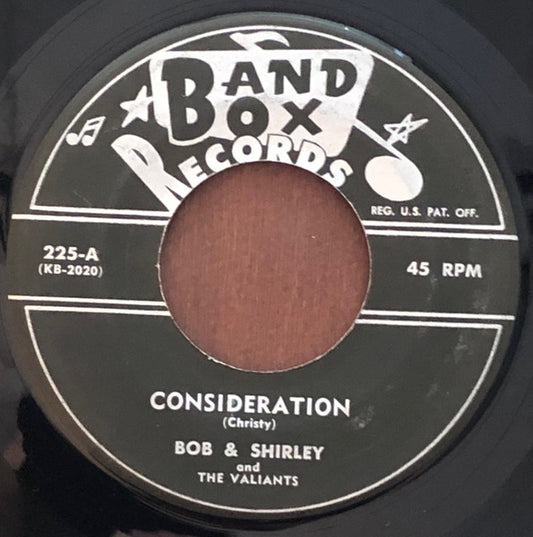 BAND
BOX
RECORDS
REG. U.S. PAT. OFF.
225-A
(KB-2020)
45 RPM
CONSIDERATION
(Christy)
BOB & SHIRLEY
and
THE VALIANTS